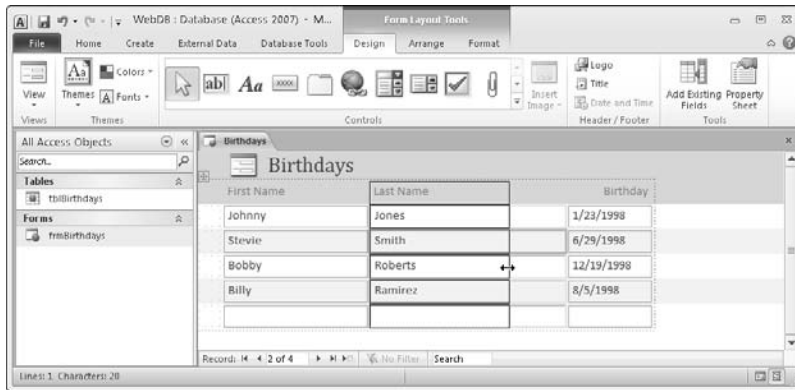 WebDB : Database (Access 2007) - M...
Form Layout Tools
File Home Create External Data Database Tools Design Arrange Format
View
Views
Aa Themes
Colors
A Fonts
Themes
ab| Aa xxxx
Controls
Insert Image
Logo
Title
Date and Time
Header / Footer
Add Existing Fields
Property Sheet
Tools
All Access Objects
Search...
Tables
tblBirthdays
Forms
frmBirthdays
Birthdays
Birthdays
First Name Last Name Birthday
Johnny Jones 1/23/1998
Stevie Smith 6/29/1998
Bobby Roberts 12/19/1998
Billy Ramirez 8/5/1998
Record: 2 of 4 No Filter Search
Lines: 1 Characters: 20